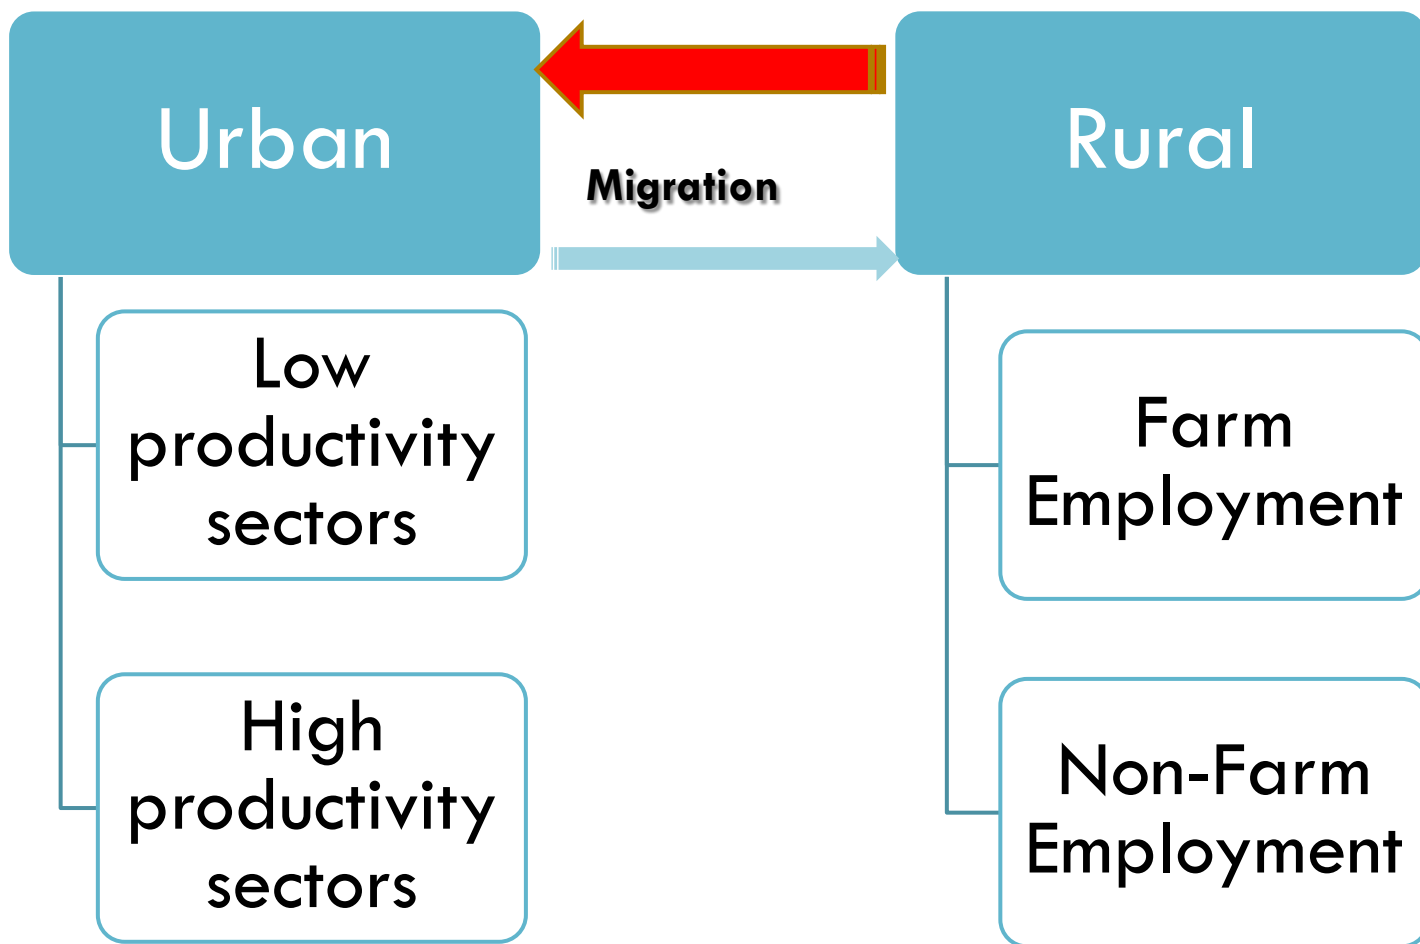 Urban
Migration
Rural
Low
productivity
sectors
High
productivity
sectors
Farm
Employment
Non-Farm
Employment